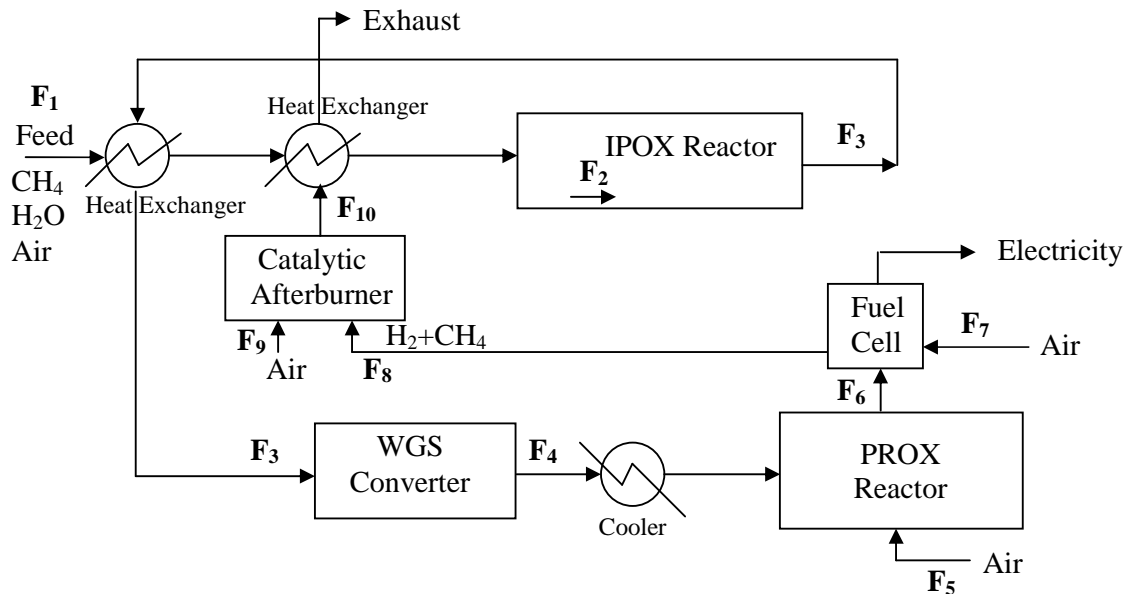 Exhaust
F₁
Feed
CH₄
H₂O
Air
Heat Exchanger
Heat Exchanger
IPOX Reactor
F₂
F₃
F₁₀
Catalytic
Afterburner
F₉
Air
H₂+CH₄
F₈
Electricity
Fuel
Cell
F₇
Air
F₆
F₃
WGS
Converter
F₄
Cooler
PROX
Reactor
Air
F₅